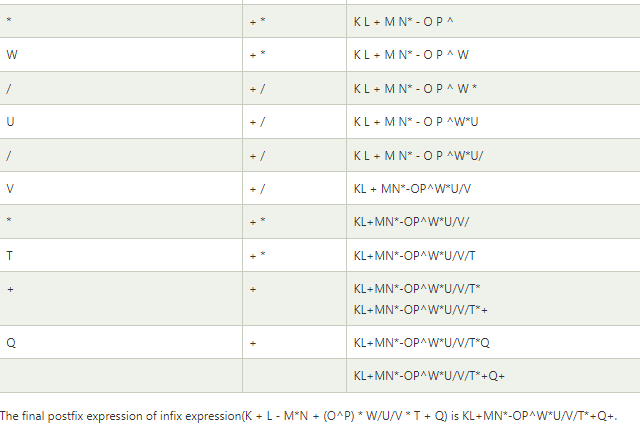 * + * K L + M N* - O P ^
W + * K L + M N* - O P ^ W
/ + / K L + M N* - O P ^ W *
U + / K L + M N* - O P ^W*U
/ + / K L + M N* - O P ^W*U/
V + / KL + MN*-OP^W*U/V
* + * KL+MN*-OP^W*U/V/
T + * KL+MN*-OP^W*U/V/T
+ + KL+MN*-OP^W*U/V/T*
KL+MN*-OP^W*U/V/T*+
Q + KL+MN*-OP^W*U/V/T*Q
KL+MN*-OP^W*U/V/T*+Q+
The final postfix expression of infix expression(K + L - M*N + (O^P) * W/U/V * T + Q) is KL+MN*-OP^W*U/V/T*+Q+.